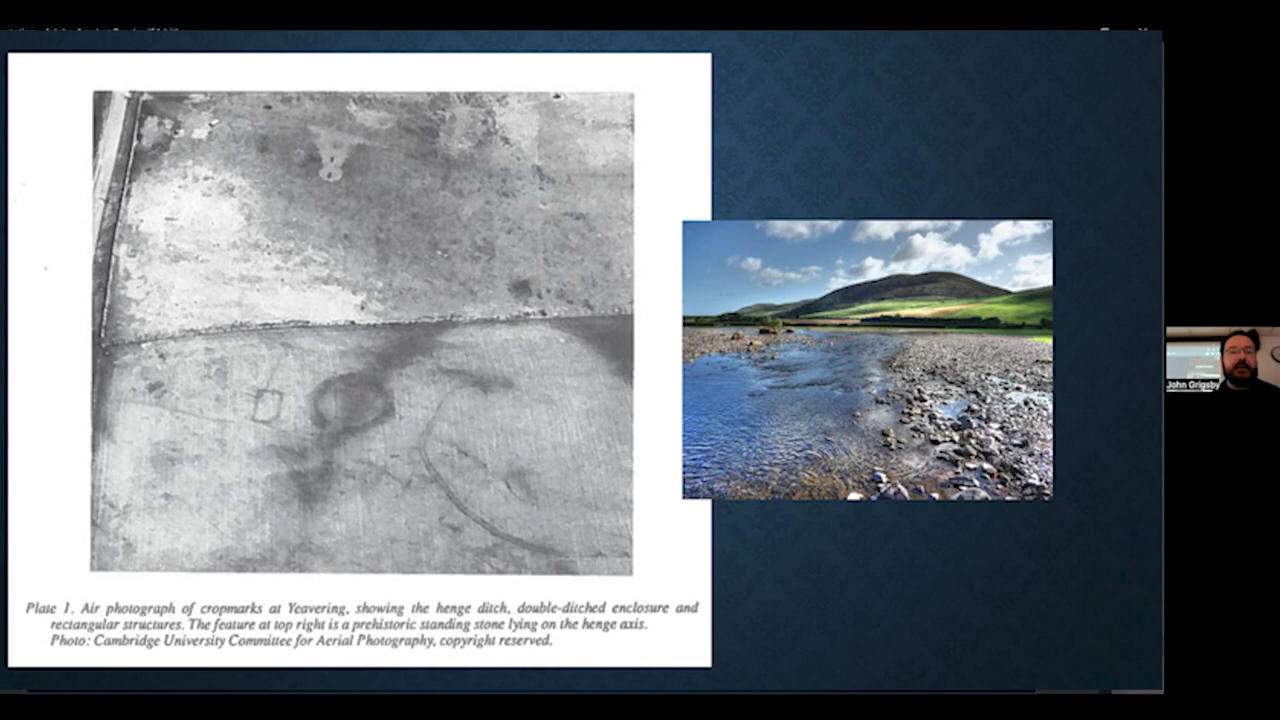 Plate 1. Air photograph of cropmarks at Yeavering, showing the henge ditch, double-ditched enclosure and
rectangular structures. The feature at top right is a prehistoric standing stone lying on the henge axis.
Photo: Cambridge University Committee for Aerial Photography, copyright reserved.
John Grigsby